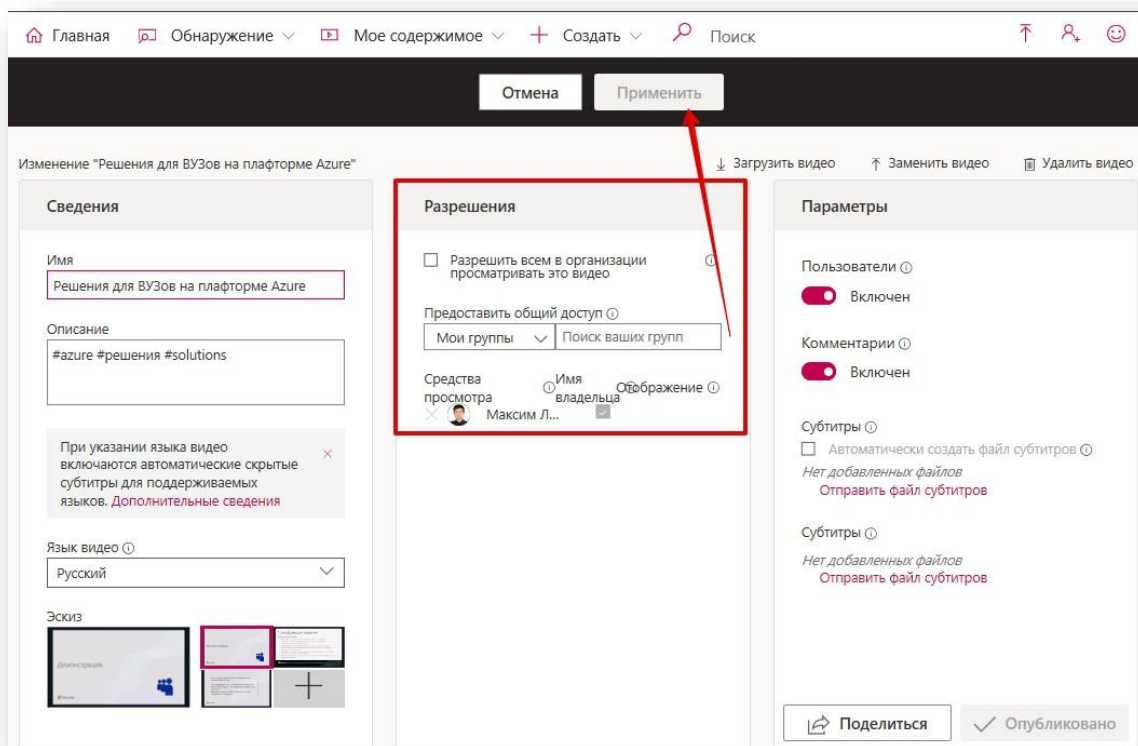 Главная Обнаружение Мое содержимое Создать Поиск
Отмена Применить
Изменение "Решения для ВУЗов на плафторме Azure"
Загрузить видео Заменить видео Удалить видео
Сведения
Имя
Решения для ВУЗов на плафторме Azure
Описание
#azure #решения #solutions
При указании языка видео
включаются автоматические скрытые
субтитры для поддерживаемых
языков. Дополнительные сведения
Язык видео
Русский
Эскиз
Демонстрация
Microsoft
Разрешения
Разрешить всем в организации
просматривать это видео
Предоставить общий доступ
Мои группы Поиск ваших групп
Средства
просмотра
Имя
владельца
Отображение
Максим Л...
Параметры
Пользователи
Включен
Комментарии
Включен
Субтитры
Автоматически создать файл субтитров
Нет добавленных файлов
Отправить файл субтитров
Субтитры
Нет добавленных файлов
Отправить файл субтитров
Поделиться Опубликовано